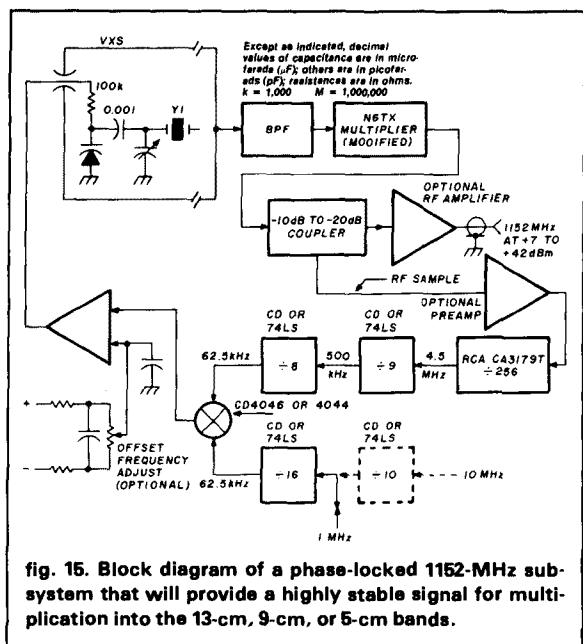 VXS
100k
0.001
Y1
Except as indicated, decimal
values of capacitance are in micro-
farads (µF); others are in picofar-
ads (pF); resistances are in ohms.
k = 1,000 M = 1,000,000
BPF
N6TX
MULTIPLIER
(MODIFIED)
-10dB TO -20dB
COUPLER
OPTIONAL
RF AMPLIFIER
1152MHz
AT +7 TO
+42dBm
RF SAMPLE
OPTIONAL
PREAMP
CD OR
74LS
÷8
62.5kHz
CD OR
74LS
÷9
500
kHz
4.5
MHz
RCA CA3179T
÷256
CD4046 OR 4044
+
-
OFFSET
FREQUENCY
ADJUST
(OPTIONAL)
62.5kHz
CD OR
74LS
÷16
CD OR
74LS
÷10
10 MHz
1 MHz
fig. 15. Block diagram of a phase-locked 1152-MHz sub-
system that will provide a highly stable signal for multi-
plication into the 13-cm, 9-cm, or 5-cm bands.